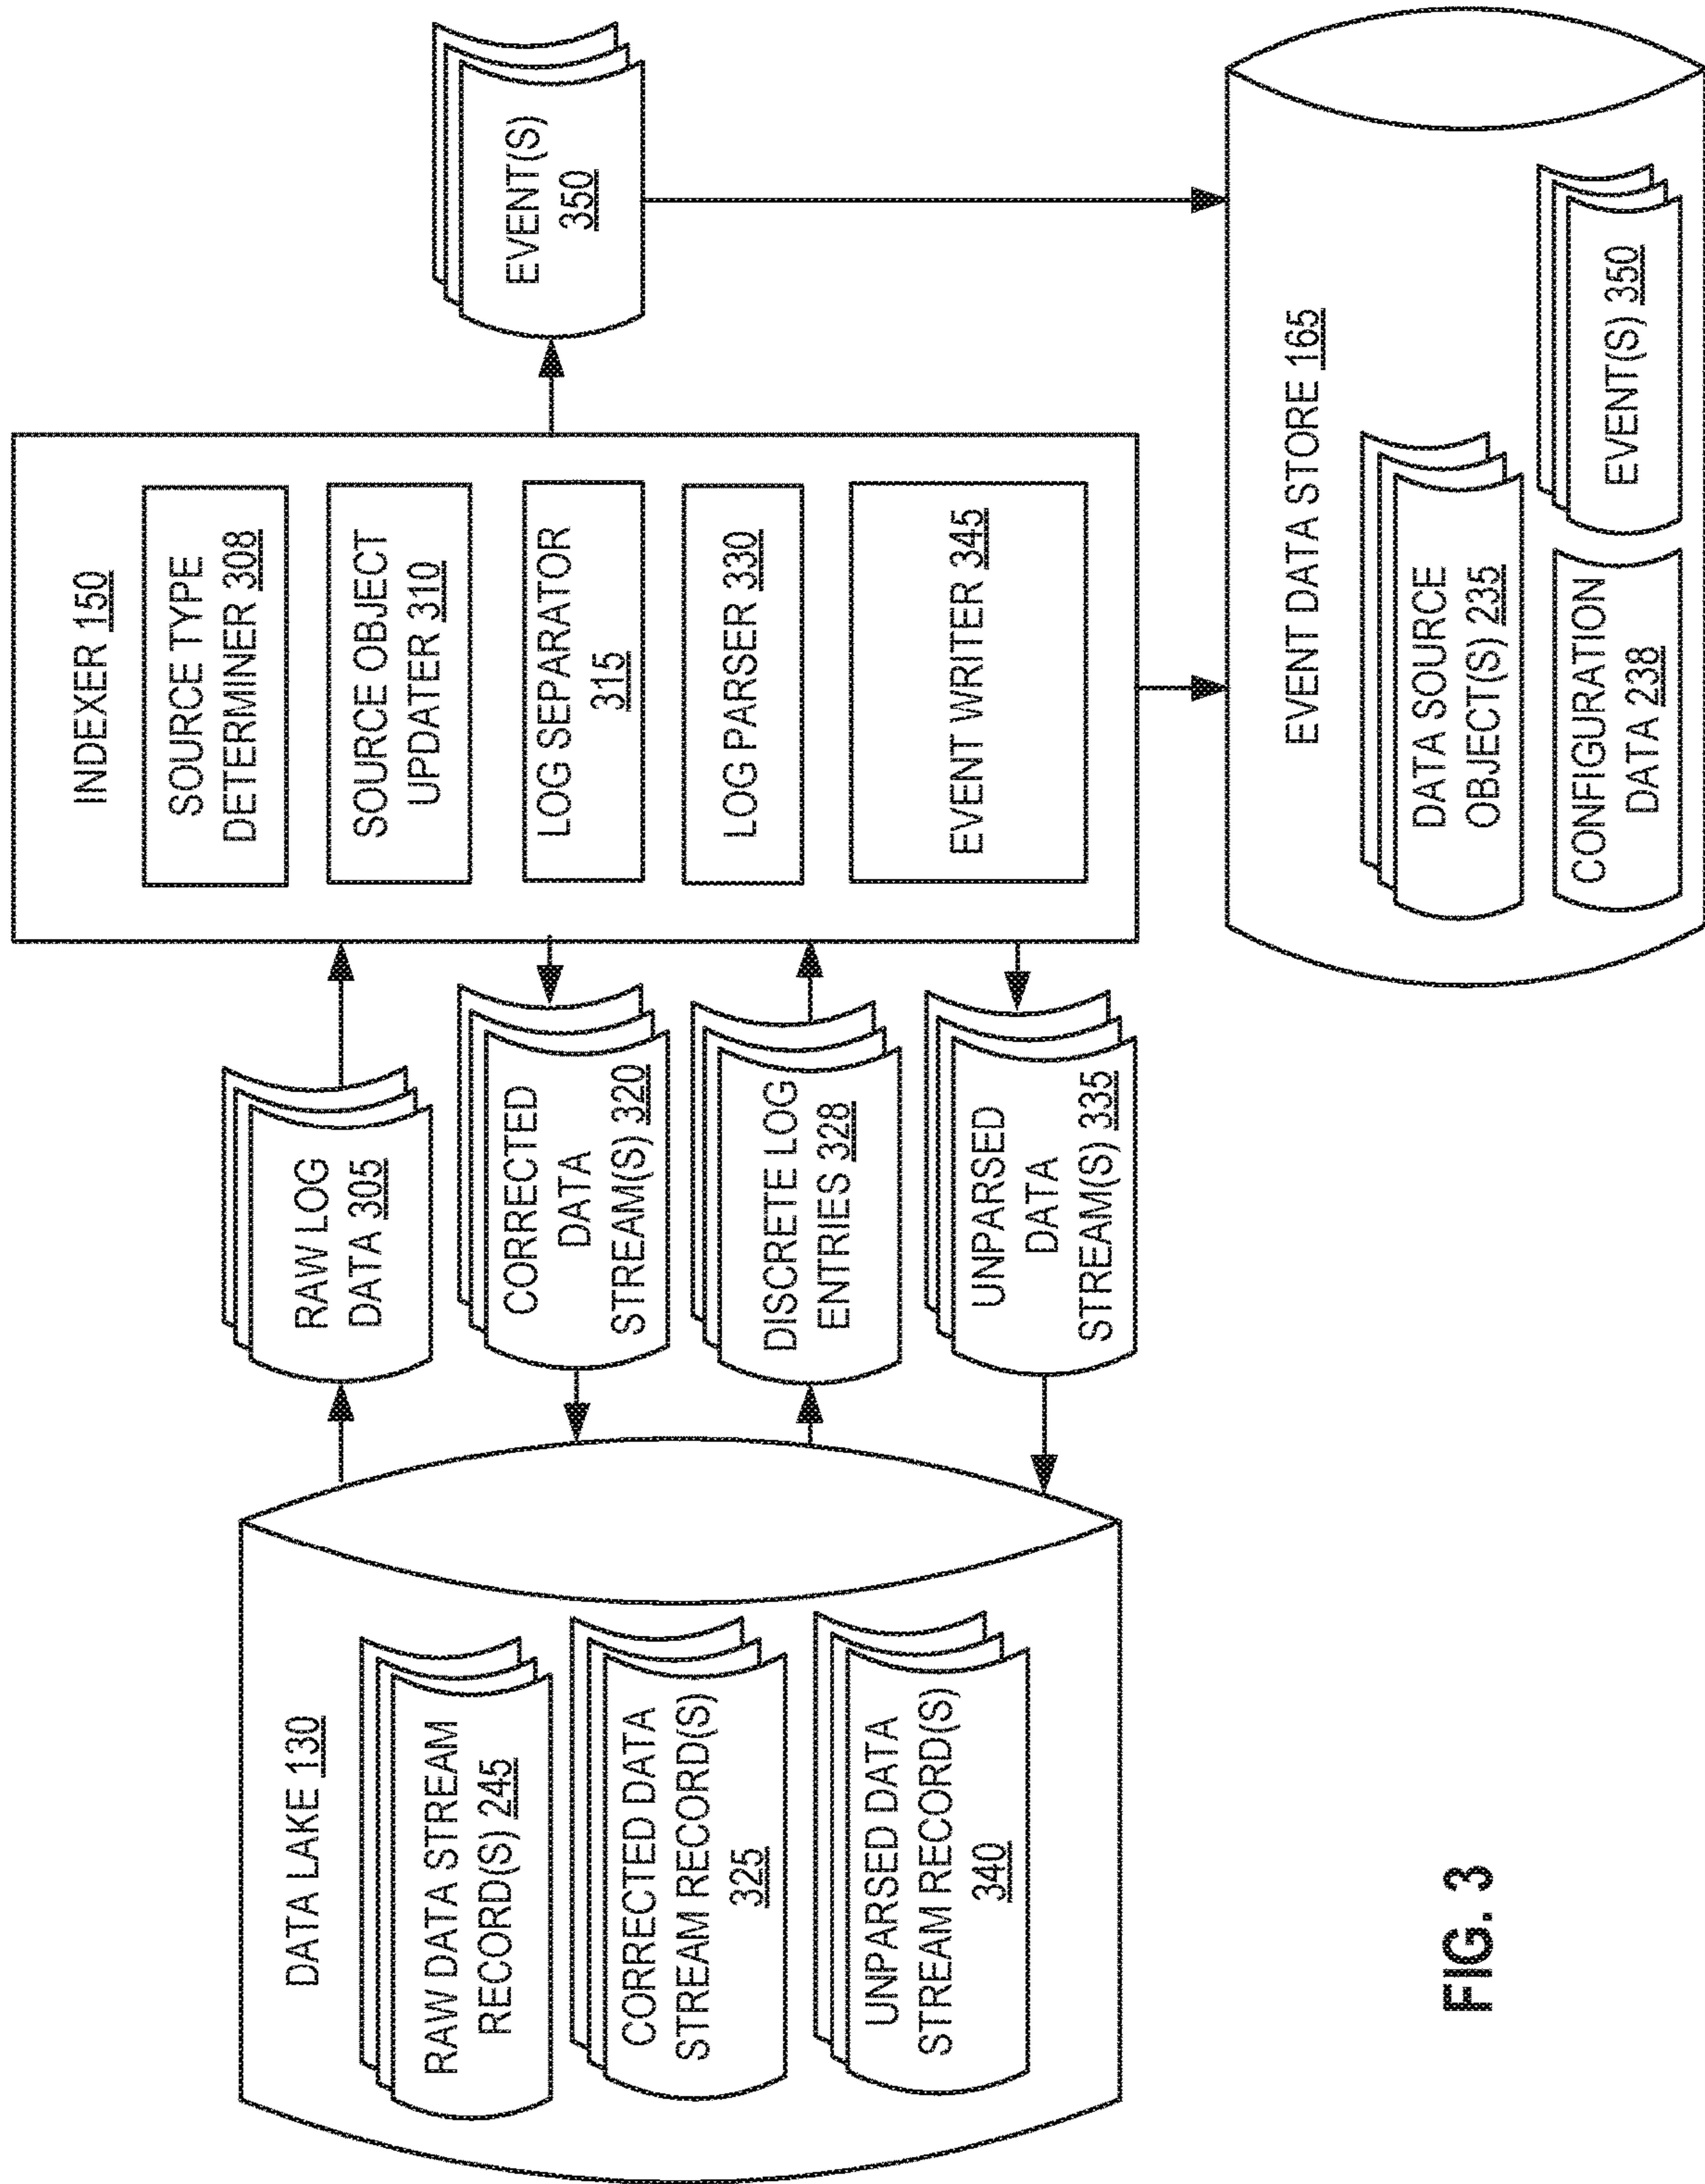 DATA LAKE 130
RAW DATA STREAM
RECORD(S) 245
CORRECTED DATA
STREAM RECORD(S)
325
UNPARSED DATA
STREAM RECORD(S)
340
RAW LOG
DATA 305
CORRECTED
DATA
STREAM(S) 320
DISCRETE LOG
ENTRIES 328
UNPARSED
DATA
STREAM(S) 335
INDEXER 150
SOURCE TYPE
DETERMINER 308
SOURCE OBJECT
UPDATER 310
LOG SEPARATOR
315
LOG PARSER 330
EVENT WRITER 345
EVENT(S)
350
EVENT DATA STORE 165
DATA SOURCE
OBJECT(S) 235
CONFIGURATION
DATA 238
EVENT(S) 350
FIG. 3